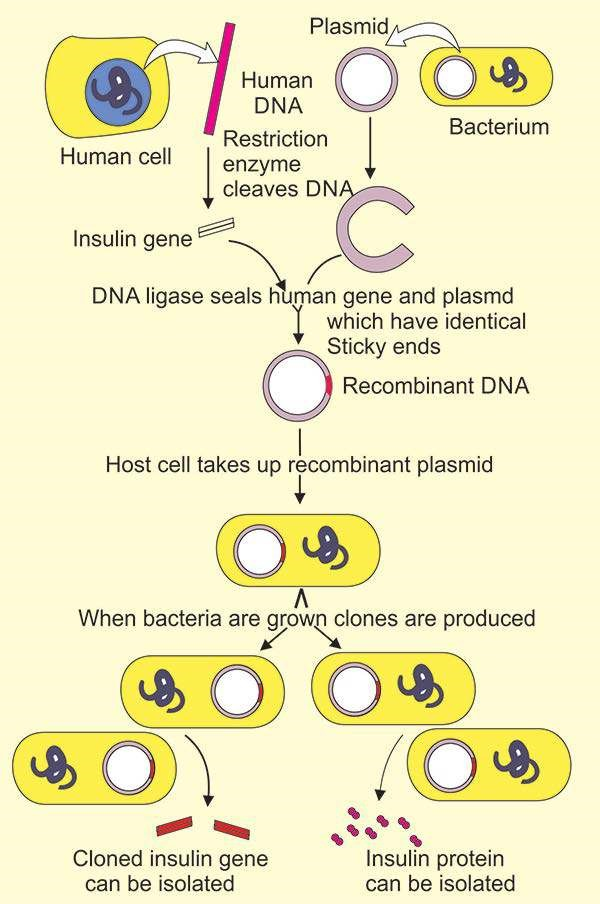 Plasmid
Human
DNA
Bacterium
Human cell
Restriction
enzyme
cleaves DNA
Insulin gene
DNA ligase seals human gene and plasmd
which have identical
Sticky ends
Recombinant DNA
Host cell takes up recombinant plasmid
When bacteria are grown clones are produced
Cloned insulin gene
can be isolated
Insulin protein
can be isolated